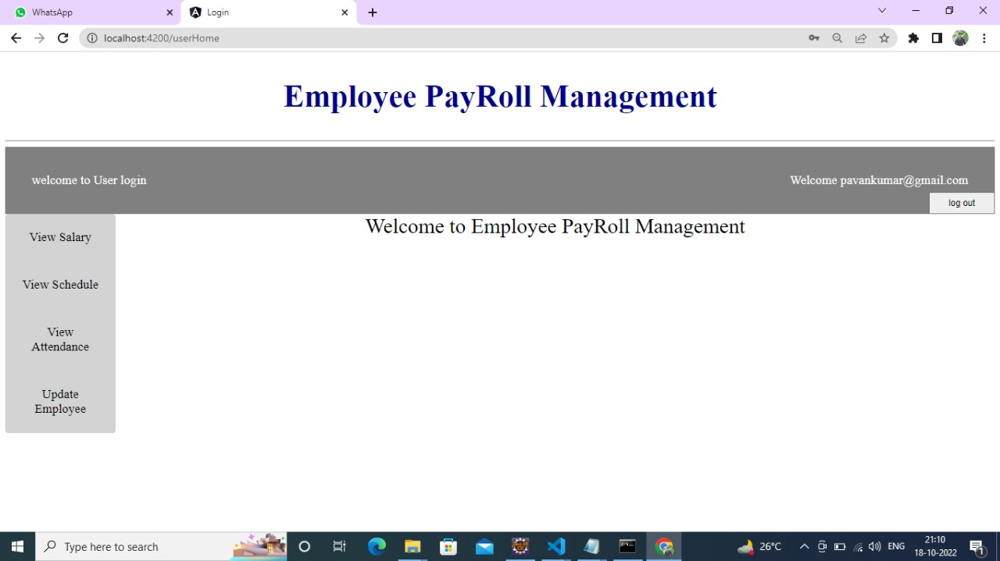 WhatsApp
Login
localhost:4200/userHome
Employee PayRoll Management
welcome to User login
Welcome pavankumar@gmail.com
log out
View Salary
Welcome to Employee PayRoll Management
View Schedule
View
Attendance
Update
Employee
Type here to search
26°C
ENG
21:10
18-10-2022
1